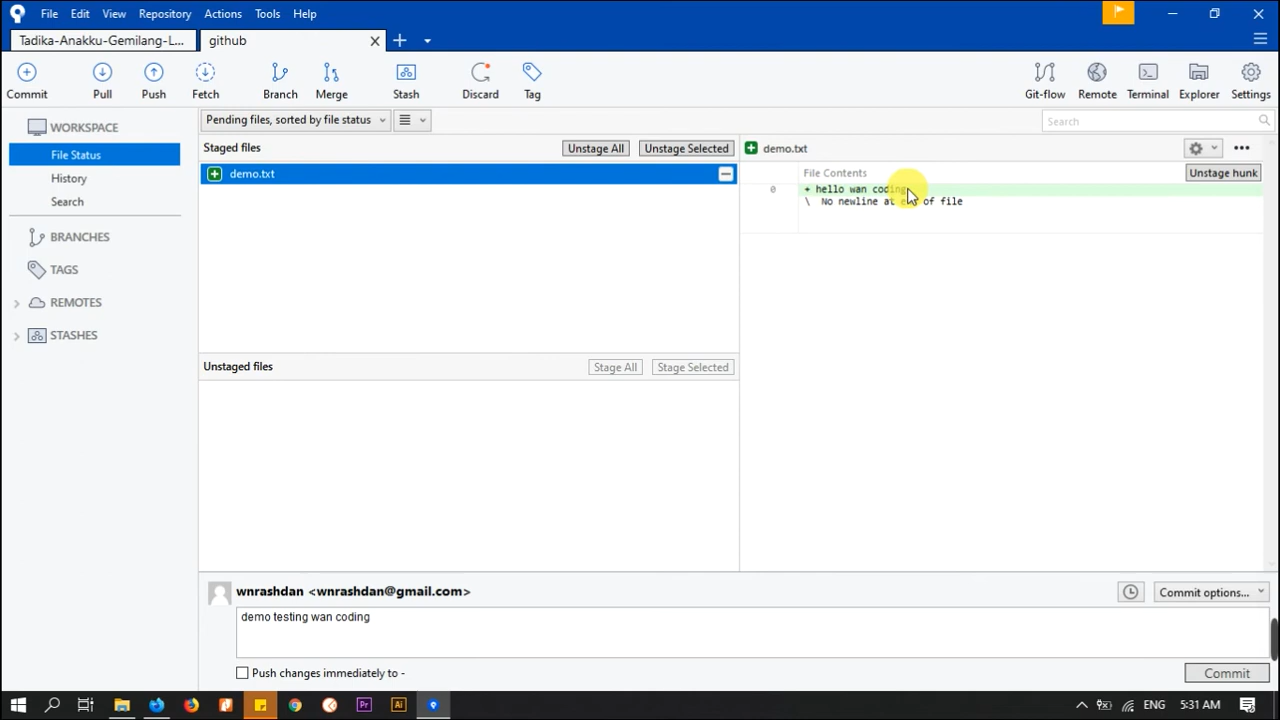 File Edit View Repository Actions Tools Help
Tadika-Anakku-Gemilang-L... github
Commit Pull Push Fetch Branch Merge Stash Discard Tag Git-flow Remote Terminal Explorer Settings
Pending files, sorted by file status Search
WORKSPACE
File Status
History
Search
BRANCHES
TAGS
REMOTES
STASHES
Staged files Unstage All Unstage Selected
demo.txt
Unstaged files Stage All Stage Selected
demo.txt
File Contents Unstage hunk
0 + hello wan coding
\ No newline at end of file
wnrashdan <wnrashdan@gmail.com> Commit options...
demo testing wan coding
Push changes immediately to - Commit
Pr Ai ENG 5:31 AM